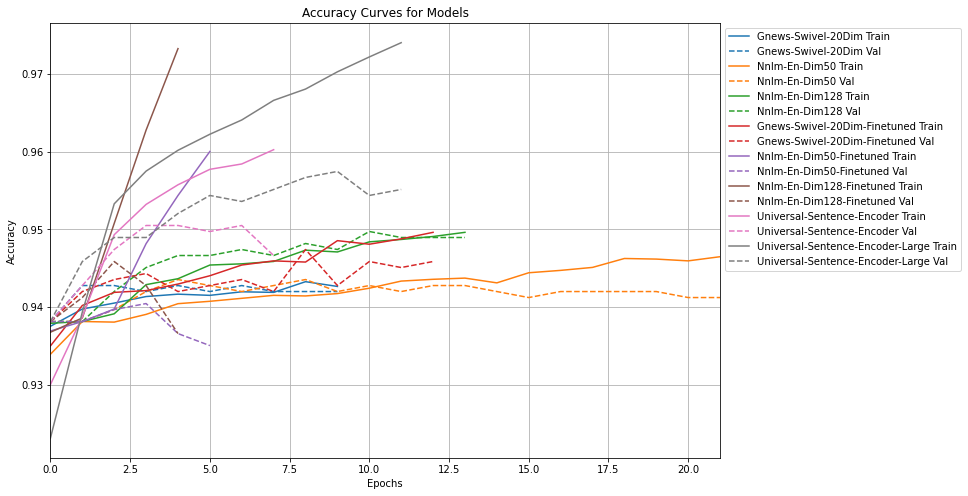 Accuracy Curves for Models
Accuracy
0.97
0.96
0.95
0.94
0.93
0.0
2.5
5.0
7.5
10.0
12.5
15.0
17.5
20.0
Epochs
Gnews-Swivel-20Dim Train
Gnews-Swivel-20Dim Val
Nnlm-En-Dim50 Train
Nnlm-En-Dim50 Val
Nnlm-En-Dim128 Train
Nnlm-En-Dim128 Val
Gnews-Swivel-20Dim-Finetuned Train
Gnews-Swivel-20Dim-Finetuned Val
Nnlm-En-Dim50-Finetuned Train
Nnlm-En-Dim50-Finetuned Val
Nnlm-En-Dim128-Finetuned Train
Nnlm-En-Dim128-Finetuned Val
Universal-Sentence-Encoder Train
Universal-Sentence-Encoder Val
Universal-Sentence-Encoder-Large Train
Universal-Sentence-Encoder-Large Val